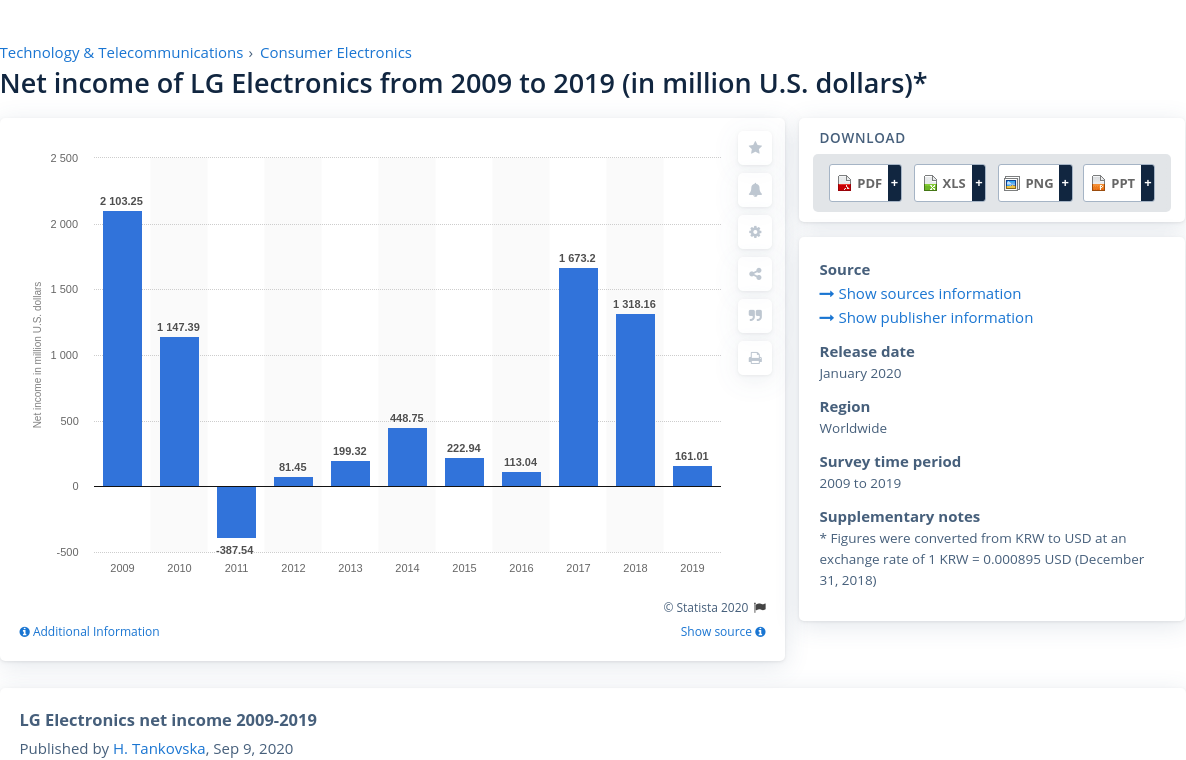 Technology & Telecommunications › Consumer Electronics
Net income of LG Electronics from 2009 to 2019 (in million U.S. dollars)*
Net income in million U.S. dollars
2 500
2 000
1 500
1 000
500
0
-500
2 103.25
1 147.39
-387.54
81.45
199.32
448.75
222.94
113.04
1 673.2
1 318.16
161.01
2009 2010 2011 2012 2013 2014 2015 2016 2017 2018 2019
© Statista 2020
Additional Information
Show source
DOWNLOAD
PDF + XLS + PNG + PPT +
Source
Show sources information
Show publisher information
Release date
January 2020
Region
Worldwide
Survey time period
2009 to 2019
Supplementary notes
* Figures were converted from KRW to USD at an
exchange rate of 1 KRW = 0.000895 USD (December
31, 2018)
LG Electronics net income 2009-2019
Published by H. Tankovska, Sep 9, 2020